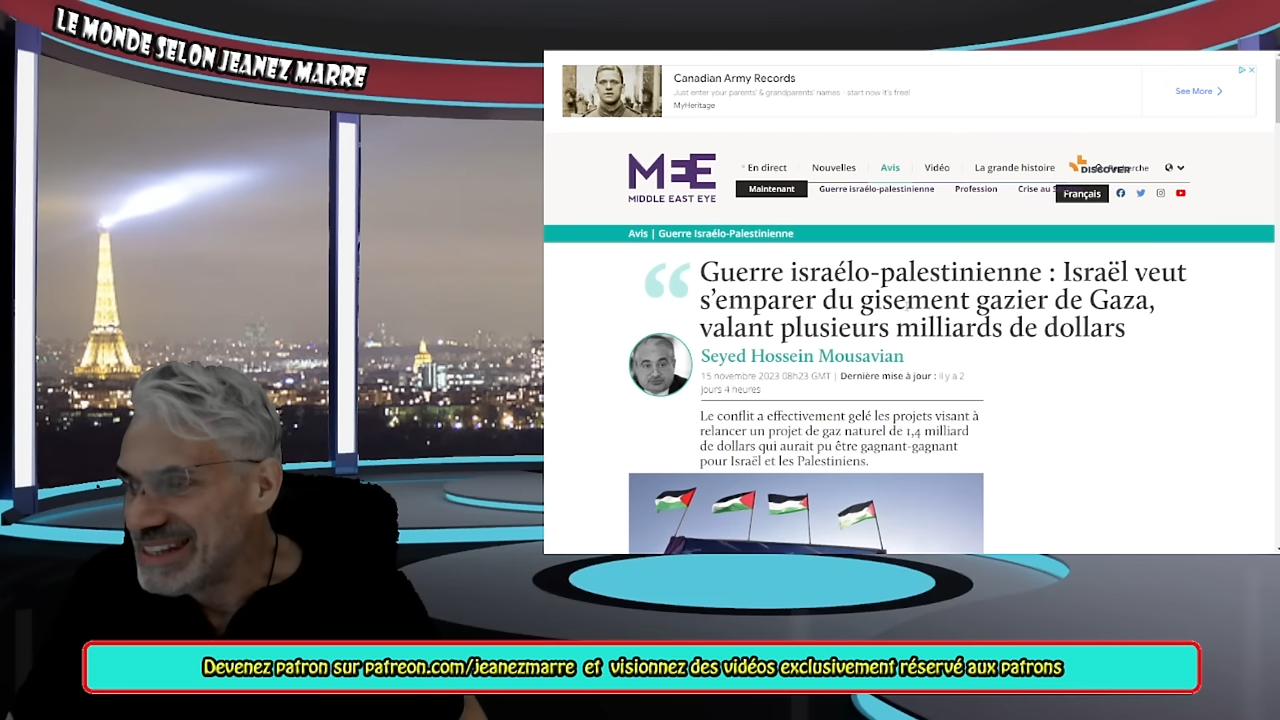 LE MONDE SELON JEANEZ MARRE
Canadian Army Records
Just enter your parents' & grandparents' names - start now it's free!
MyHeritage
See More
MEE
MIDDLE EAST EYE
En direct Nouvelles Avis Vidéo La grande histoire
DISCOVER
Maintenant Guerre israélo-palestinienne Profession Crise au
Français
Avis | Guerre Israélo-Palestinienne
Guerre israélo-palestinienne : Israël veut
s'emparer du gisement gazier de Gaza,
valant plusieurs milliards de dollars
Seyed Hossein Mousavian
15 novembre 2023 08h23 GMT | Dernière mise à jour : il y a 2
jours 4 heures
Le conflit a effectivement gelé les projets visant à
relancer un projet de gaz naturel de 1,4 milliard
de dollars qui aurait pu être gagnant-gagnant
pour Israël et les Palestiniens.
Devenez patron sur patreon.com/jeanezmarre et visionnez des vidéos exclusivement réservé aux patrons